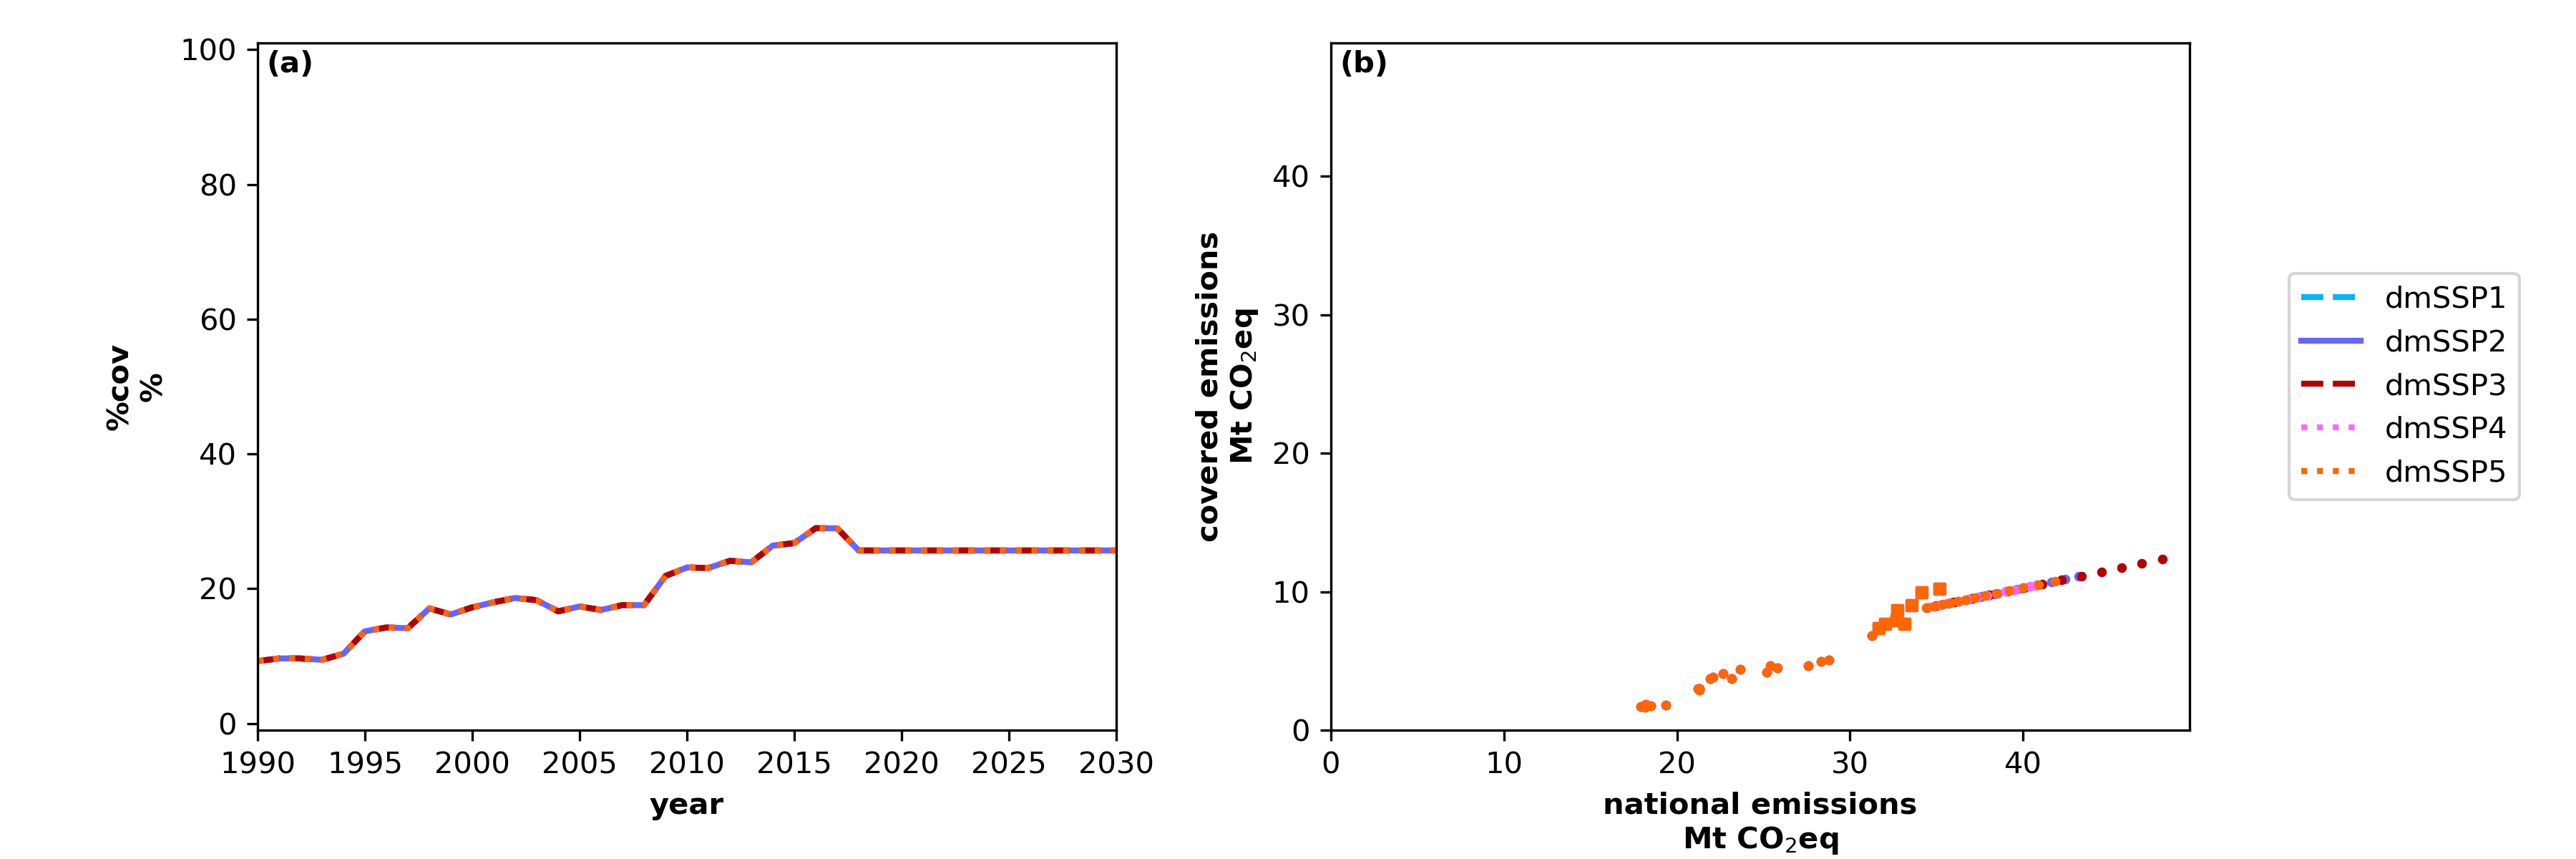 (a)
100
80
60
40
20
0
%cov
%
1990 1995 2000 2005 2010 2015 2020 2025 2030
year
(b)
40
30
20
10
0
covered emissions
Mt CO₂eq
0 10 20 30 40
national emissions
Mt CO₂eq
dmSSP1
dmSSP2
dmSSP3
dmSSP4
dmSSP5